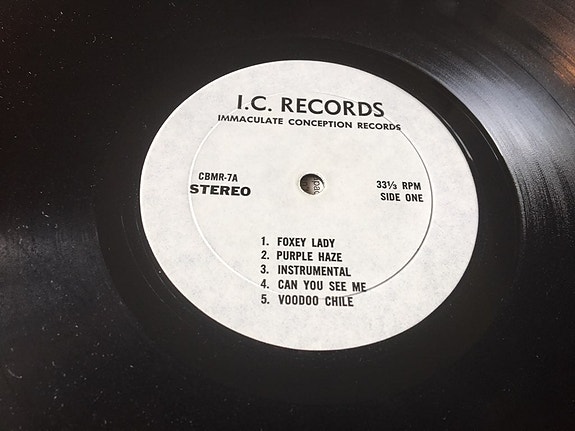 I.C. RECORDS
IMMACULATE CONCEPTION RECORDS
CBMR-7A
STEREO
33⅓ RPM
SIDE ONE
1. FOXEY LADY
2. PURPLE HAZE
3. INSTRUMENTAL
4. CAN YOU SEE ME
5. VOODOO CHILE